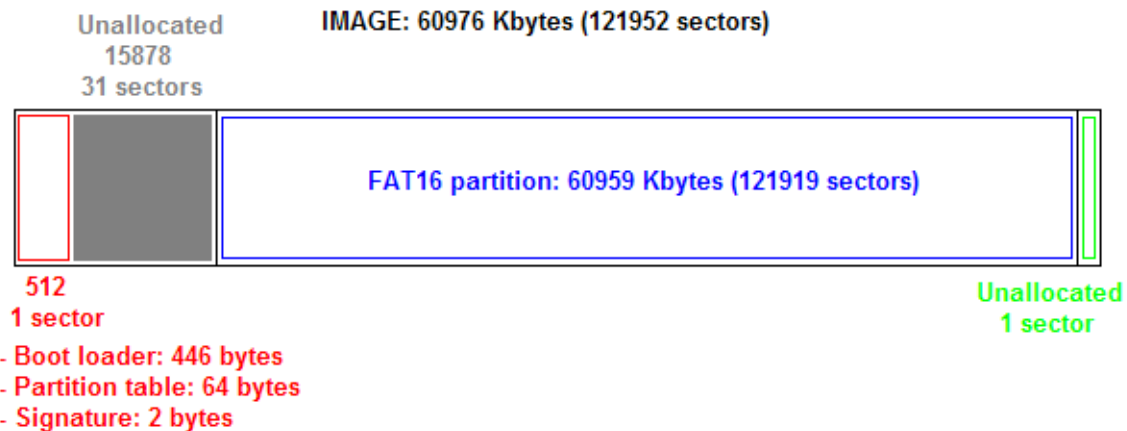 IMAGE: 60976 Kbytes (121952 sectors)
Unallocated
15878
31 sectors
FAT16 partition: 60959 Kbytes (121919 sectors)
512
1 sector
- Boot loader: 446 bytes
- Partition table: 64 bytes
- Signature: 2 bytes
Unallocated
1 sector